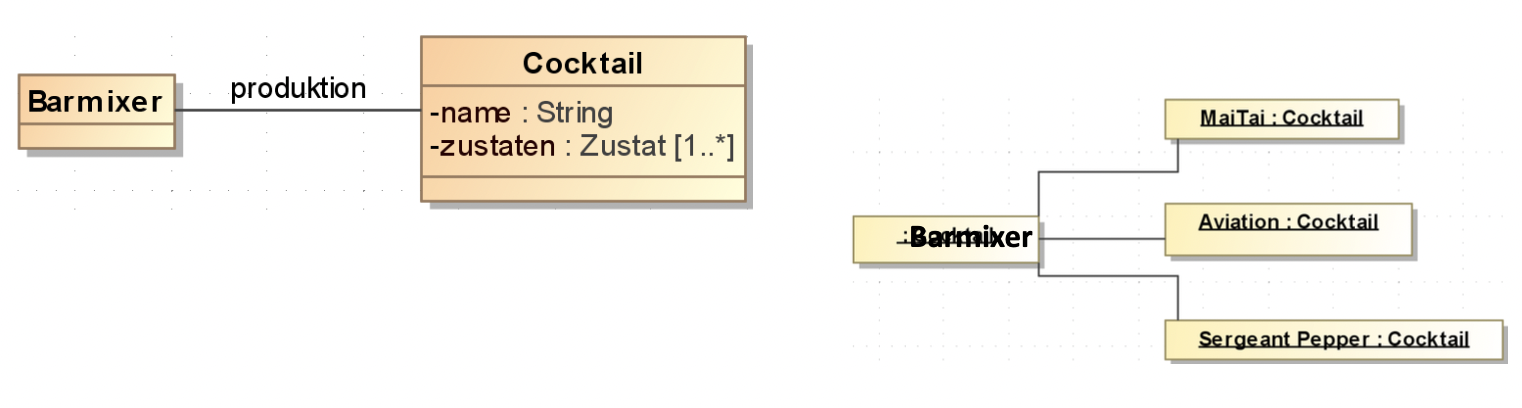 Barmixer
produktion
Cocktail
-name : String
-zustaten : Zustat [1..*]
MaiTai : Cocktail
Aviation : Cocktail
Barmixer
Sergeant Pepper : Cocktail